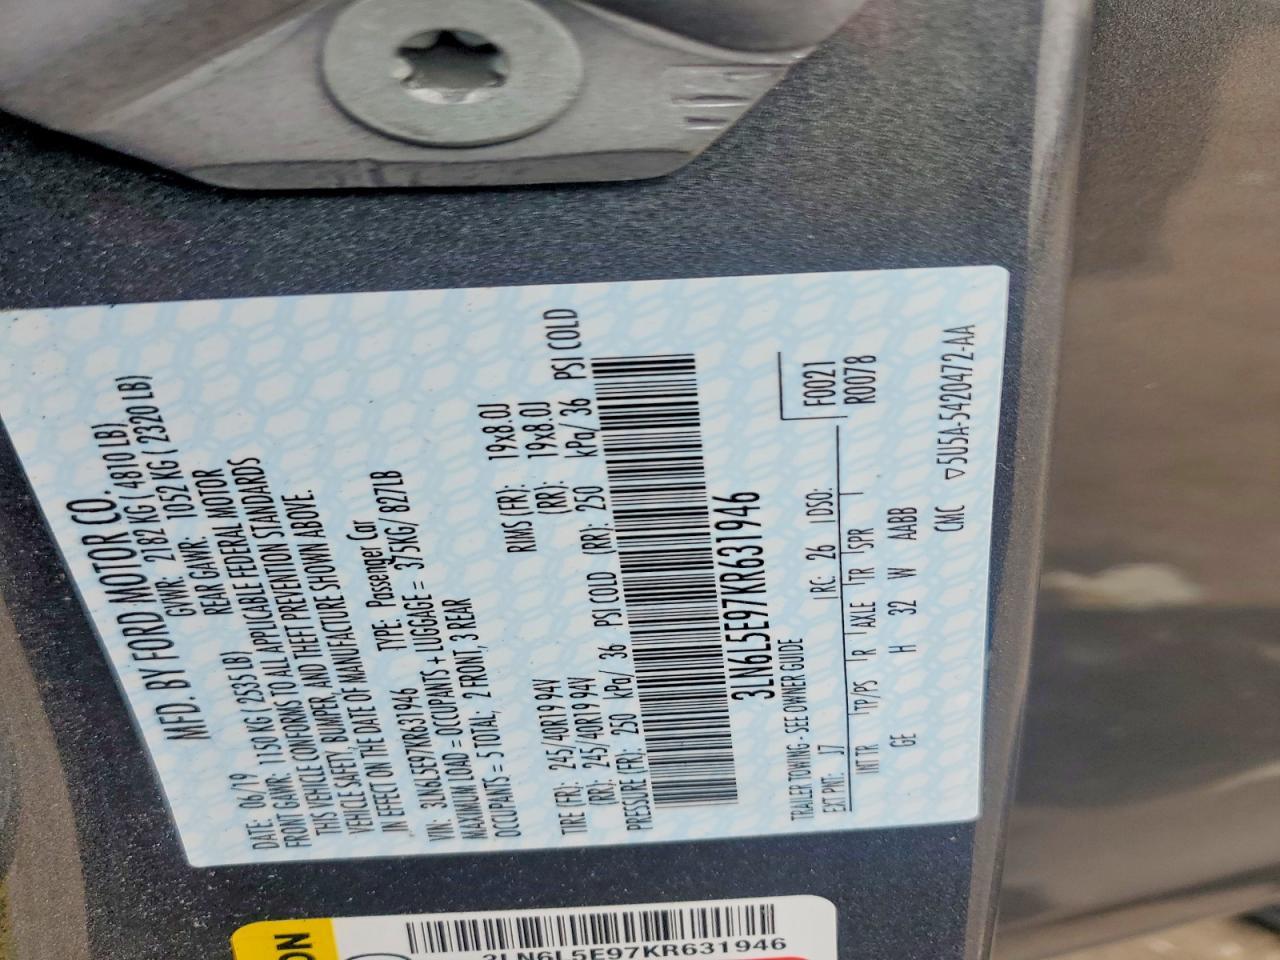 MFD. BY FORD MOTOR CO.
DATE: 06/19 GVWR: 2182 KG ( 4810 LB)
FRONT GAWR: 1150 KG ( 2535 LB) REAR GAWR: 1052 KG ( 2320 LB)
THIS VEHICLE CONFORMS TO ALL APPLICABLE FEDERAL MOTOR
VEHICLE SAFETY, BUMPER, AND THEFT PREVENTION STANDARDS
IN EFFECT ON THE DATE OF MANUFACTURE SHOWN ABOVE.
VIN: 3LN6L5E97KR631946 TYPE: Passenger Car
MAXIMUM LOAD = OCCUPANTS + LUGGAGE = 375KG/ 827LB
OCCUPANTS = 5 TOTAL; 2 FRONT, 3 REAR
TIRE (FR): 245/40R19 94V RIMS (FR): 19x8.0J
(RR): 245/40R19 94V (RR): 19x8.0J
PRESSURE (FR): 250 kPa/ 36 PSI COLD (RR): 250 kPa/ 36 PSI COLD
3LN6L5E97KR631946
TRAILER TOWING - SEE OWNER GUIDE
EXT PNT: J7 RC: 26 DSO: F0021
R0078
INT TR TP/PS R AXLE TR SPR
GE H 32 W AABB
CMC ▽5U5A-5420472-AA
ON
3LN6L5E97KR631946